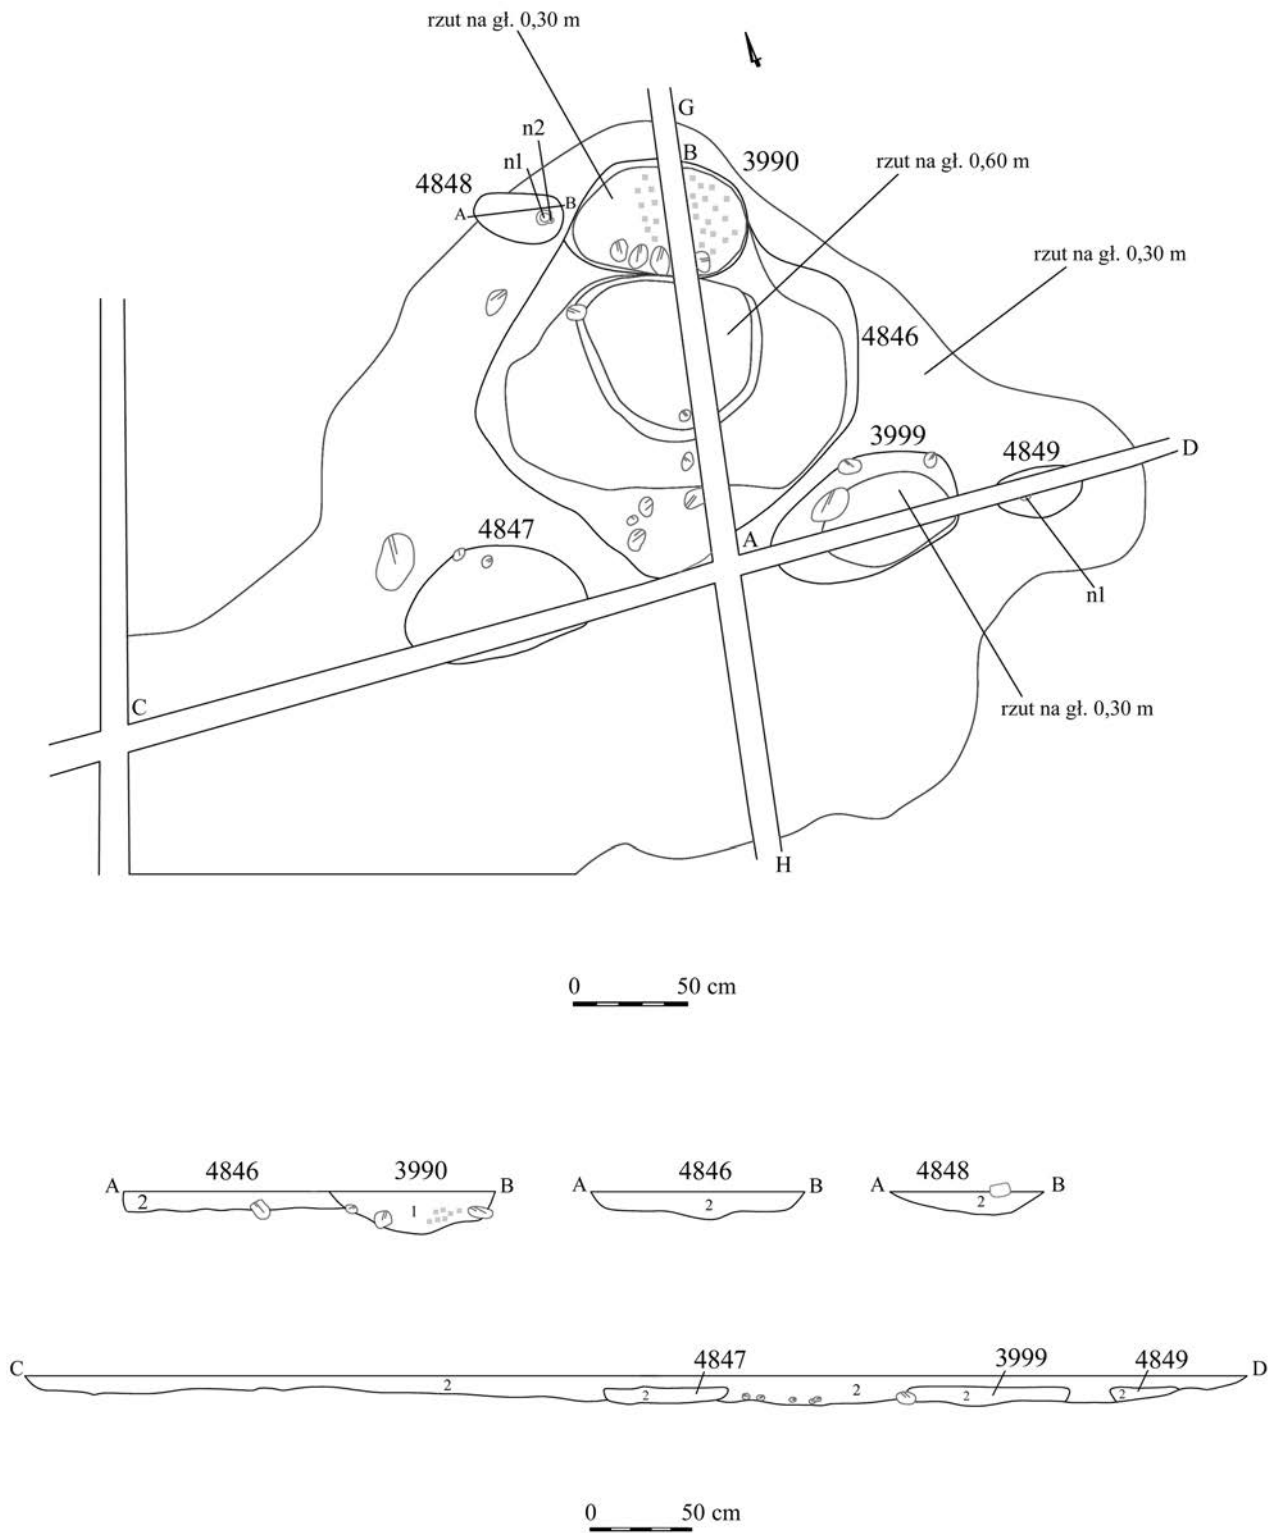 rzut na gł. 0,30 m
G
n2
B
3990
n1
rzut na gł. 0,60 m
4848
A
B
rzut na gł. 0,30 m
4846
3999
4849
D
4847
A
n1
C
rzut na gł. 0,30 m
H
0 50 cm
4846 3990 4846 4848
A B A B A B
2 1 2 2
4847 3999 4849
C D
2 2 2 2 2
0 50 cm